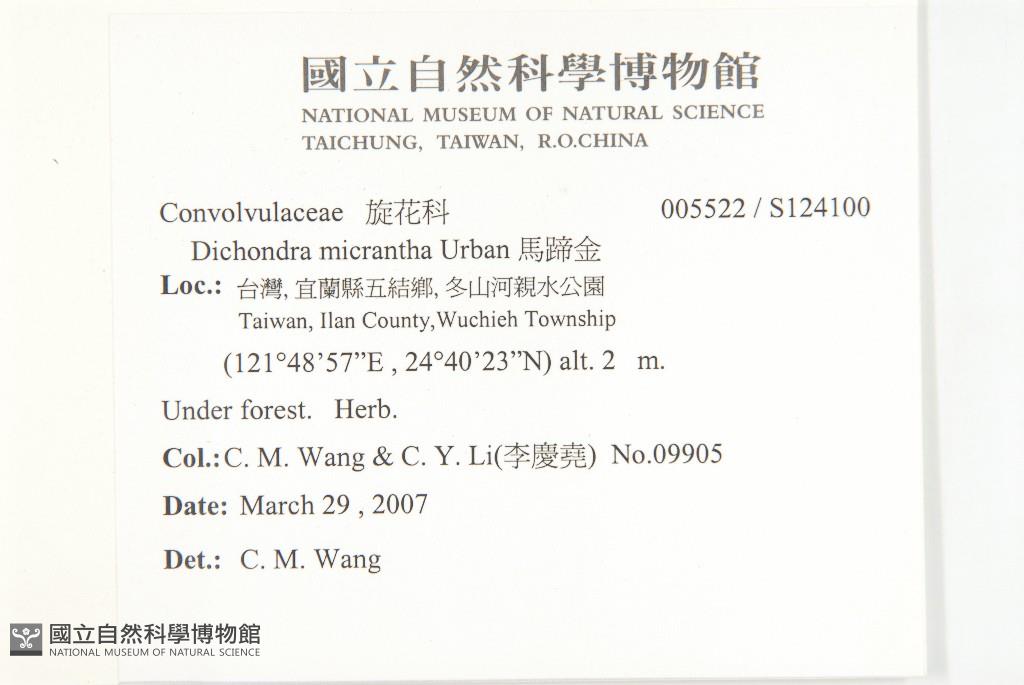 國立自然科學博物館
NATIONAL MUSEUM OF NATURAL SCIENCE
TAICHUNG, TAIWAN, R.O.CHINA
Convolvulaceae 旋花科 005522 / S124100
Dichondra micrantha Urban 馬蹄金
Loc.: 台灣, 宜蘭縣五結鄉, 冬山河親水公園
Taiwan, Ilan County,Wuchieh Township
(121°48’57”E , 24°40’23”N) alt. 2 m.
Under forest. Herb.
Col.: C. M. Wang & C. Y. Li(李慶堯) No.09905
Date: March 29 , 2007
Det.: C. M. Wang
國立自然科學博物館
NATIONAL MUSEUM OF NATURAL SCIENCE